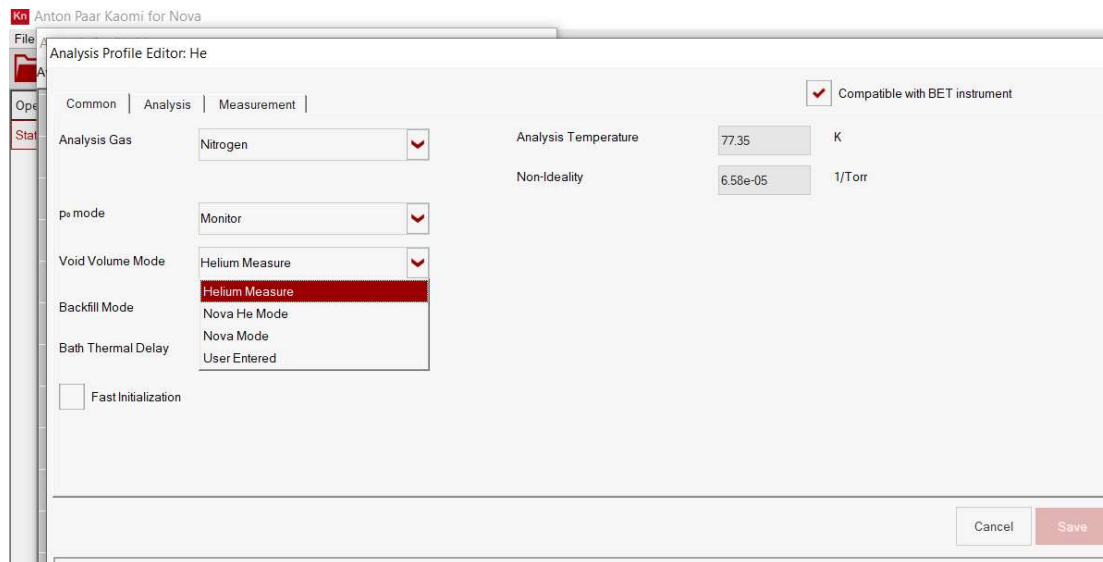 Kn Anton Paar Kaomi for Nova
File
Analysis Profile Editor: He
Ope
Stat
Common | Analysis | Measurement |
Compatible with BET instrument
Analysis Gas
Nitrogen
Analysis Temperature
77.35
K
Non-Ideality
6.58e-05
1/Torr
p₀ mode
Monitor
Void Volume Mode
Helium Measure
Helium Measure
Nova He Mode
Nova Mode
User Entered
Backfill Mode
Bath Thermal Delay
Fast Initialization
Cancel
Save